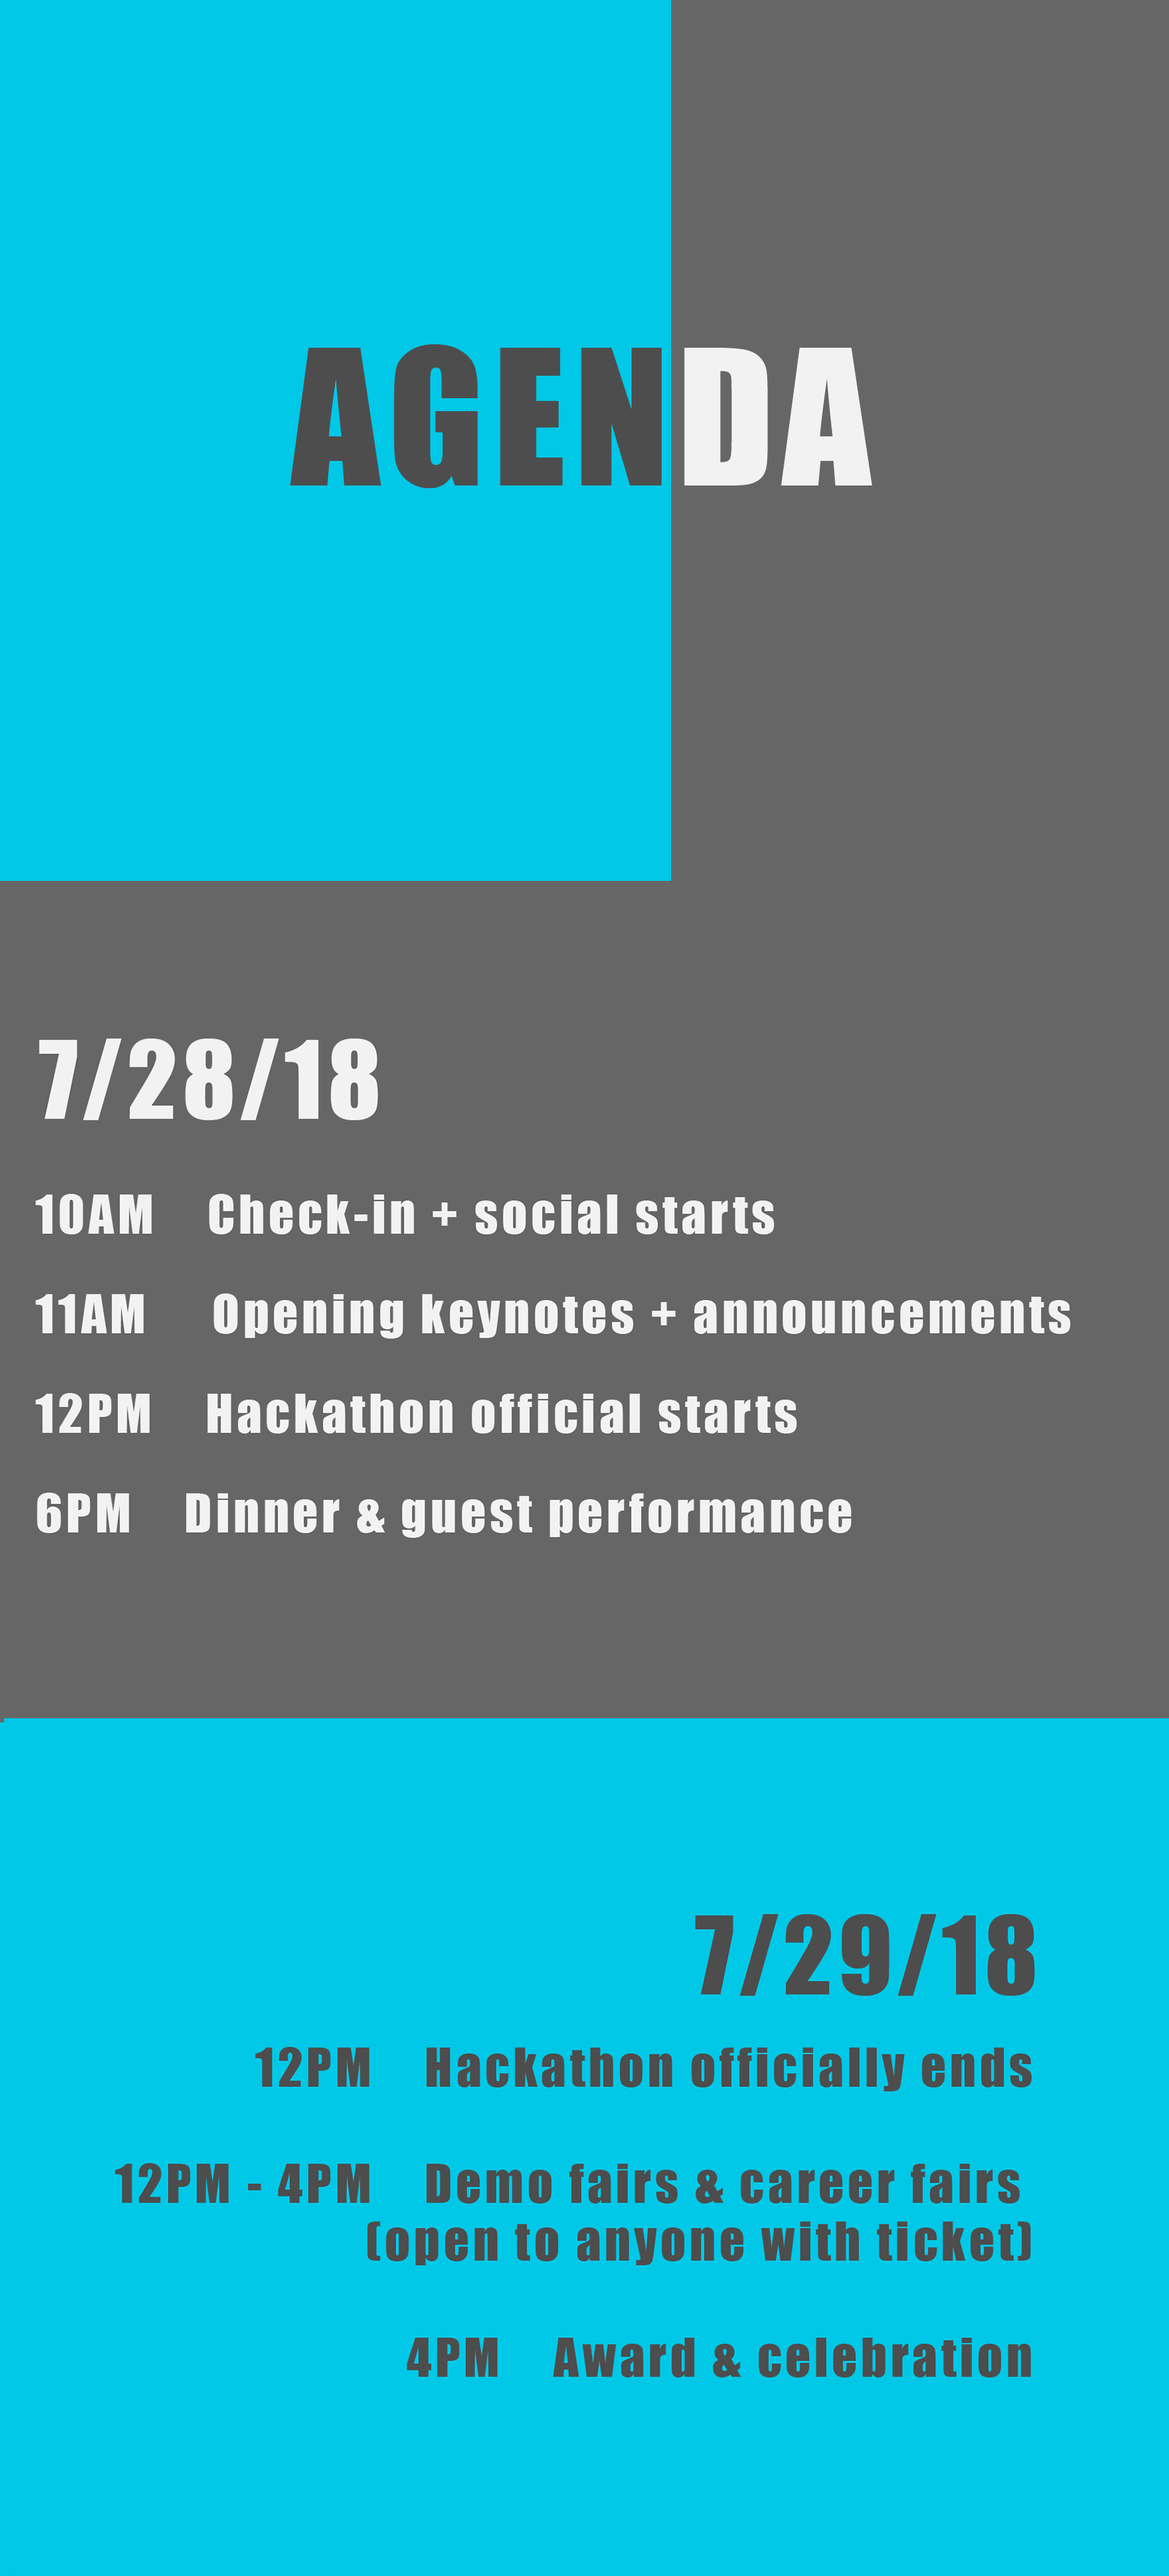 AGENDA
7/28/18
10AM Check-in + social starts
11AM Opening keynotes + announcements
12PM Hackathon official starts
6PM Dinner & guest performance
7/29/18
12PM Hackathon officially ends
12PM - 4PM Demo fairs & career fairs
(open to anyone with ticket)
4PM Award & celebration